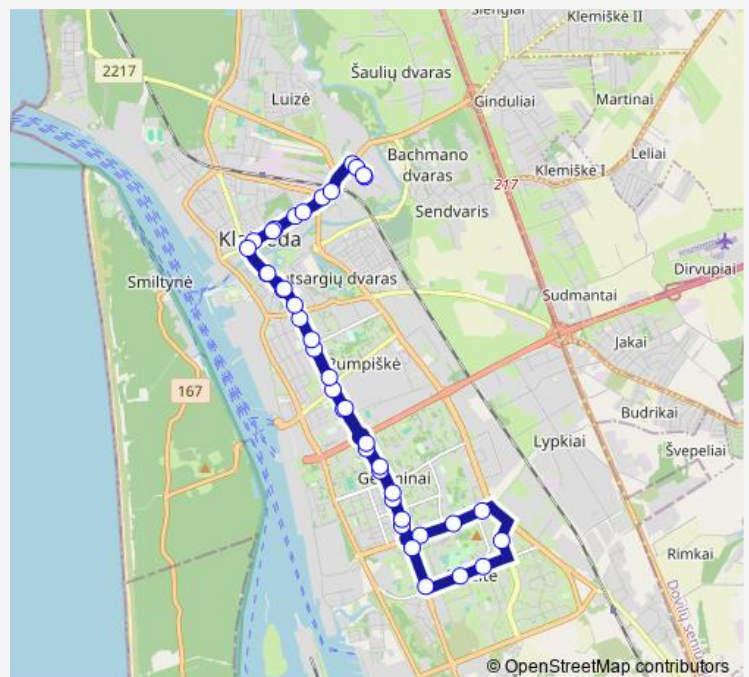 Slengiai
Klemiškė II
2217
Šaulių dvaras
Luizė
Ginduliai
Martinai
Bachmano
dvaras
Leliai
Klemiškė I
217
Sendvaris
Dirvupiai
Smiltynė
Sudmantai
Jakai
167
Budrikai
Lypkiai
Švepeliai
Rimkai
© OpenStreetMap contributors